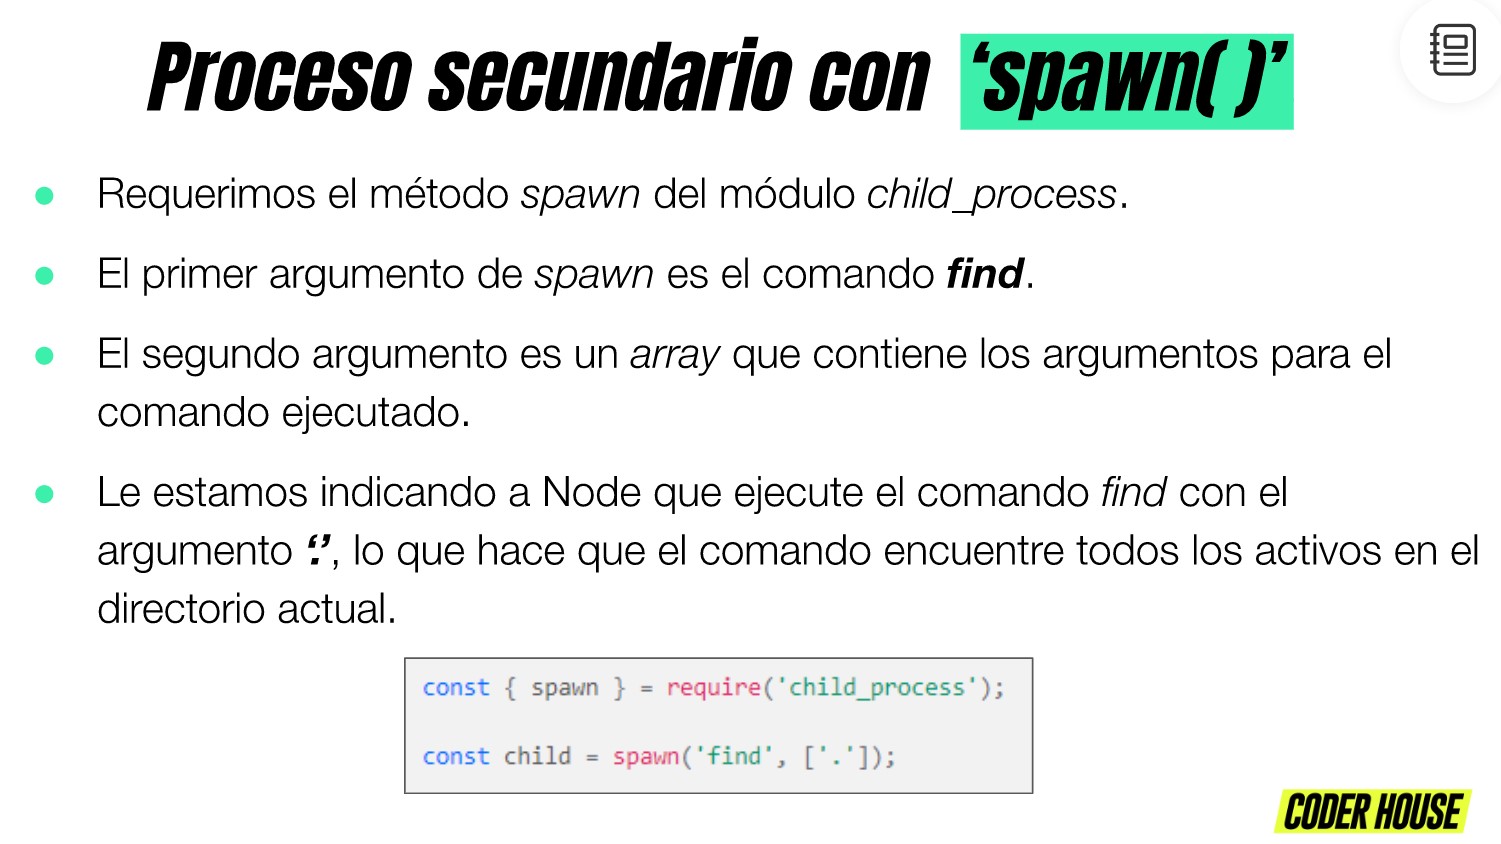 Proceso secundario con ‘spawn( )’
● Requerimos el método spawn del módulo child_process.
● El primer argumento de spawn es el comando find.
● El segundo argumento es un array que contiene los argumentos para el
comando ejecutado.
● Le estamos indicando a Node que ejecute el comando find con el
argumento ‘.’, lo que hace que el comando encuentre todos los activos en el
directorio actual.
const { spawn } = require('child_process');
const child = spawn('find', ['.']);
CODER HOUSE